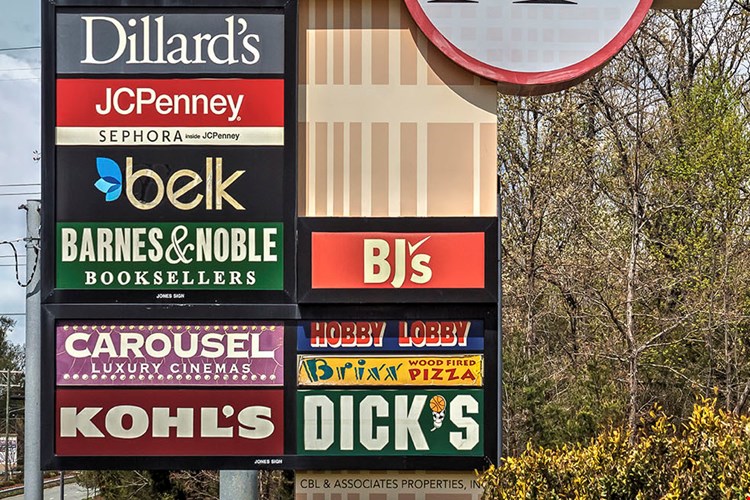 Dillard's
JCPenney
SEPHORA inside JCPenney
belk
BARNES & NOBLE
BOOKSELLERS
JONES SIGN
BJ's
CAROUSEL
LUXURY CINEMAS
KOHL'S
JONES SIGN
HOBBY LOBBY
Brixx WOOD FIRED
PIZZA
DICK'S
CBL & ASSOCIATES PROPERTIES, INC